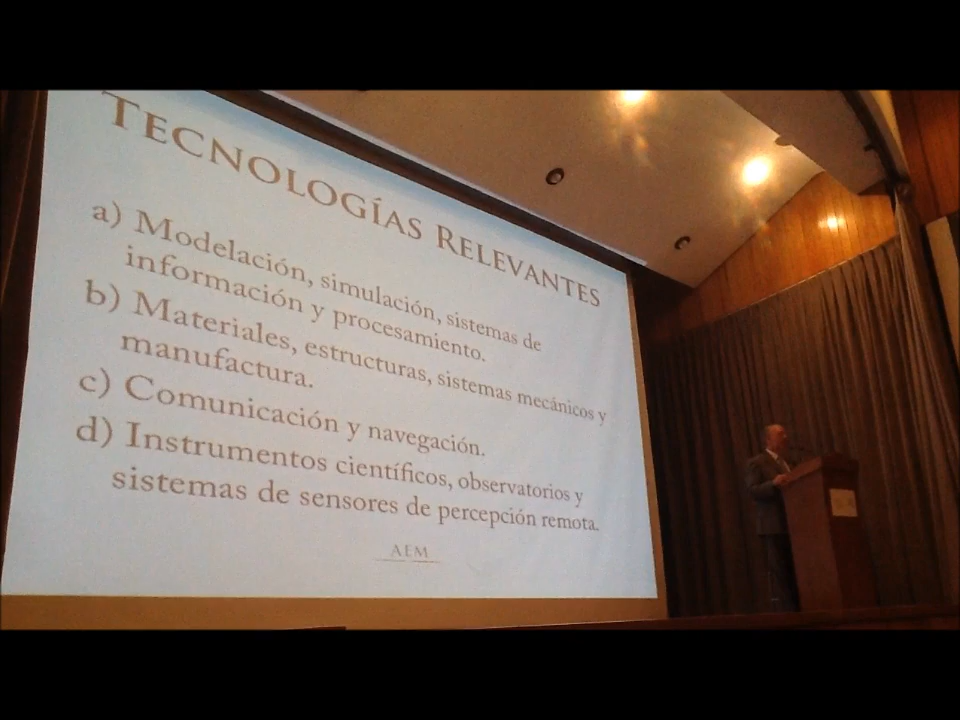 TECNOLOGÍAS RELEVANTES
a) Modelación, simulación, sistemas de
información y procesamiento.
b) Materiales, estructuras, sistemas mecánicos y
manufactura.
c) Comunicación y navegación.
d) Instrumentos científicos, observatorios y
sistemas de sensores de percepción remota.
AEM